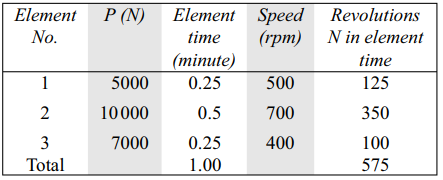 Element P (N) Element Speed Revolutions
No. time (rpm) N in element
(minute) time
1 5000 0.25 500 125
2 10 000 0.5 700 350
3 7000 0.25 400 100
Total 1.00 575